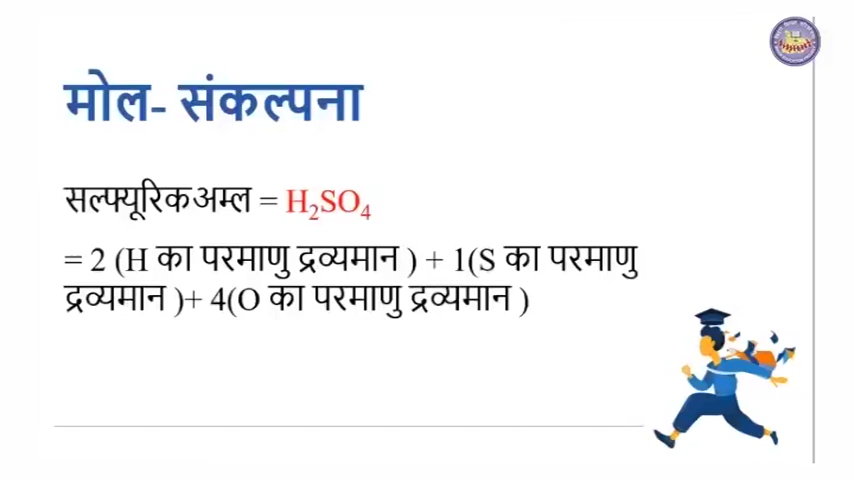 मोल- संकल्पना
सल्फ्यूरिकअम्ल = H₂SO₄
= 2 (H का परमाणु द्रव्यमान ) + 1(S का परमाणु
द्रव्यमान )+ 4(O का परमाणु द्रव्यमान )